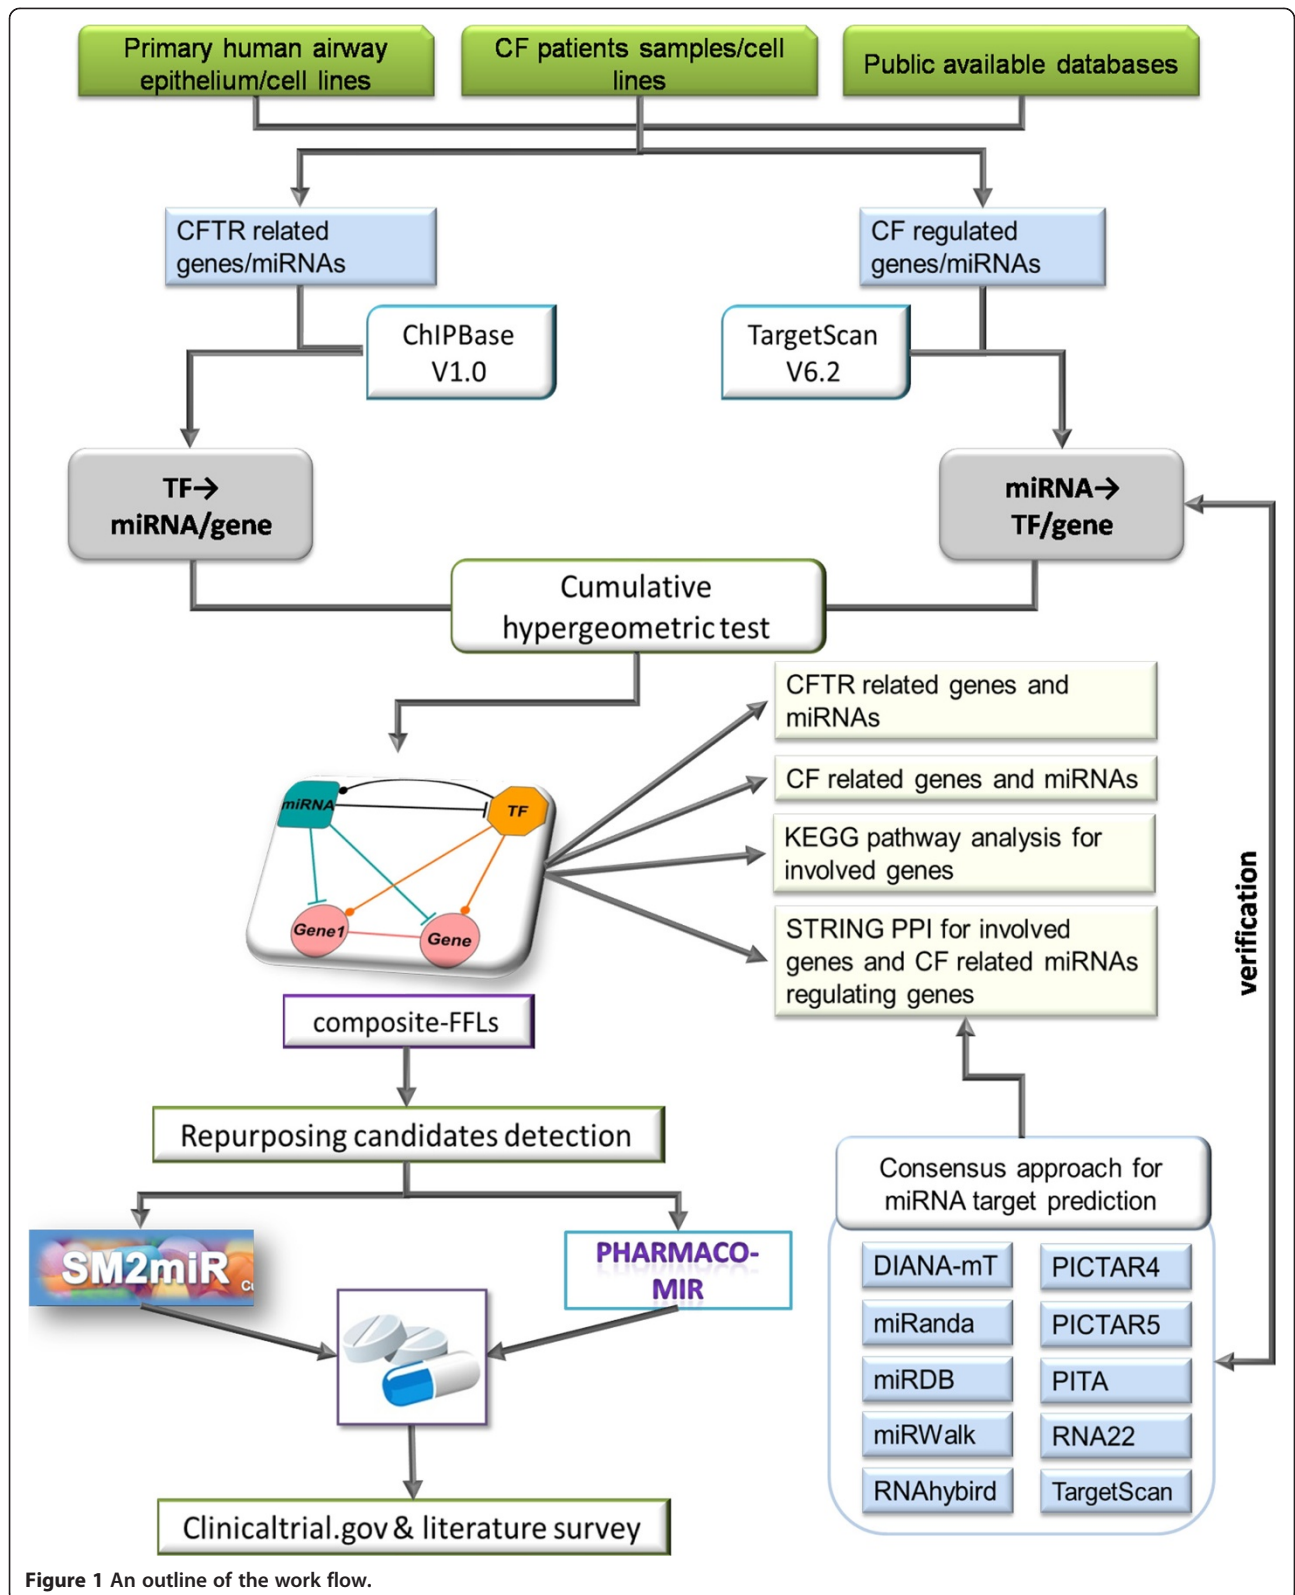 Primary human airway
epithelium/cell lines
CF patients samples/cell
lines
Public available databases
CFTR related
genes/miRNAs
CF regulated
genes/miRNAs
ChIPBase
V1.0
TargetScan
V6.2
TF→
miRNA/gene
miRNA→
TF/gene
Cumulative
hypergeometric test
CFTR related genes and
miRNAs
CF related genes and miRNAs
KEGG pathway analysis for
involved genes
STRING PPI for involved
genes and CF related miRNAs
regulating genes
miRNA
TF
Gene1
Gene
verification
composite-FFLs
Repurposing candidates detection
SM2miR
Cu
PHARMACO-
MIR
Consensus approach for
miRNA target prediction
DIANA-mT
PICTAR4
miRanda
PICTAR5
miRDB
PITA
miRWalk
RNA22
RNAhybird
TargetScan
Clinicaltrial.gov & literature survey
Figure 1 An outline of the work flow.